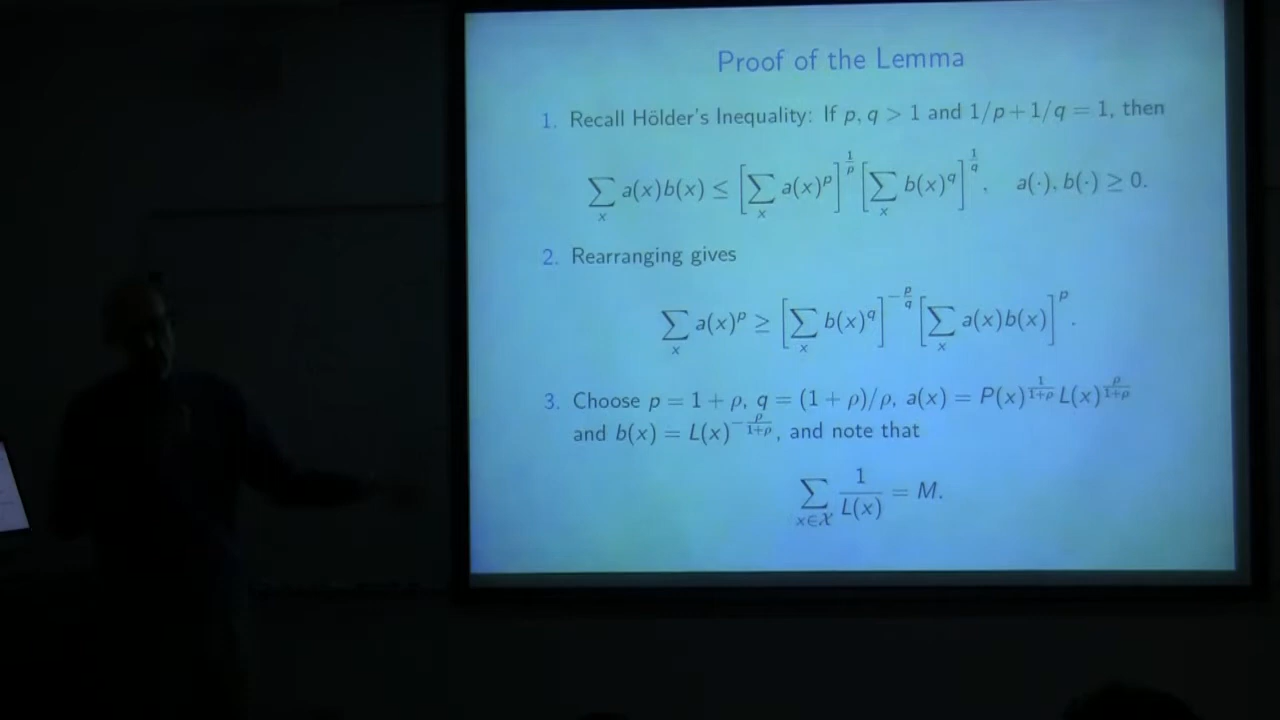 Proof of the Lemma
1. Recall Hölder's Inequality: If p, q > 1 and 1/p + 1/q = 1, then
∑_x a(x)b(x) ≤ [∑_x a(x)^p]^{1/p} [∑_x b(x)^q]^{1/q}, a(·), b(·) ≥ 0.
2. Rearranging gives
∑_x a(x)^p ≥ [∑_x b(x)^q]^{-p/q} [∑_x a(x)b(x)]^p.
3. Choose p = 1 + ρ, q = (1 + ρ)/ρ, a(x) = P(x)^{1/(1+ρ)} L(x)^{ρ/(1+ρ)}
and b(x) = L(x)^{-ρ/(1+ρ)}, and note that
∑_{x∈𝒳} 1/L(x) = M.